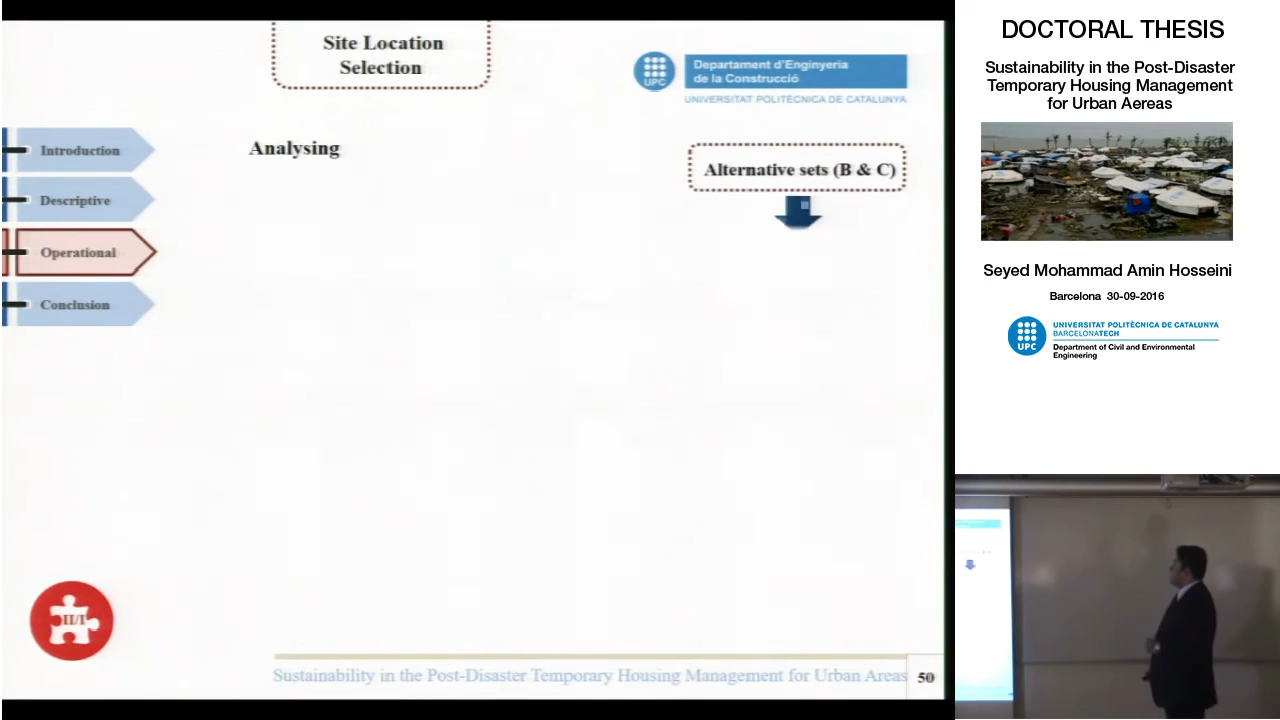 Site Location
Selection
UPC
Departament d'Enginyeria
de la Construcció
UNIVERSITAT POLITÈCNICA DE CATALUNYA
Introduction
Descriptive
Operational
Conclusion
Analysing
Alternative sets (B & C)
II/I
Sustainability in the Post-Disaster Temporary Housing Management for Urban Areas
50
DOCTORAL THESIS
Sustainability in the Post-Disaster
Temporary Housing Management
for Urban Aereas
Seyed Mohammad Amin Hosseini
Barcelona 30-09-2016
UPC
UNIVERSITAT POLITÈCNICA DE CATALUNYA
BARCELONATECH
Department of Civil and Environmental
Engineering